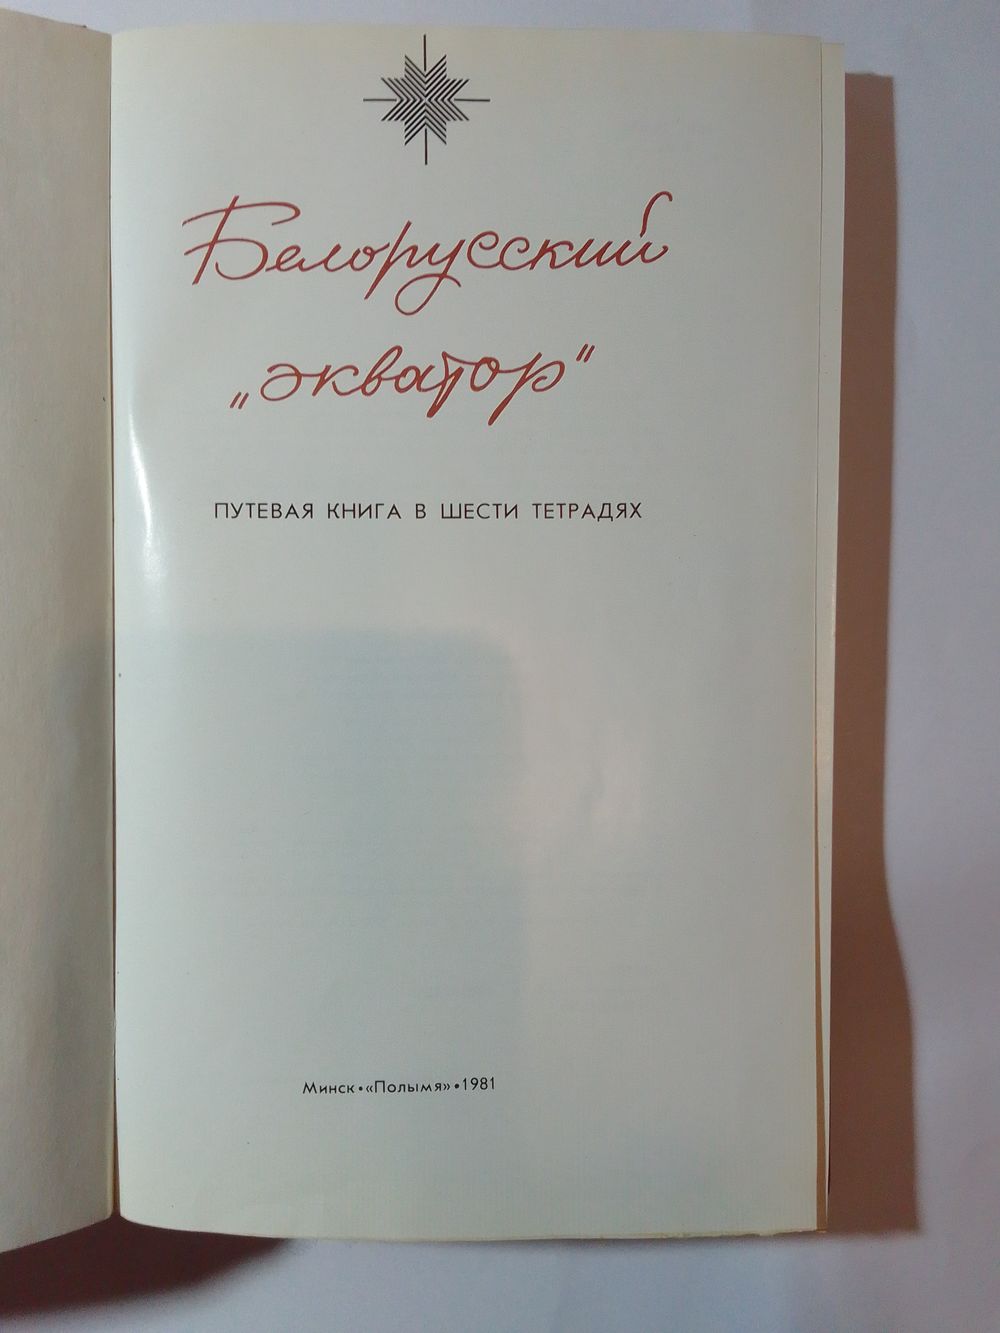 Белорусский
„экватор“
ПУТЕВАЯ КНИГА В ШЕСТИ ТЕТРАДЯХ
Минск•«Полымя»•1981